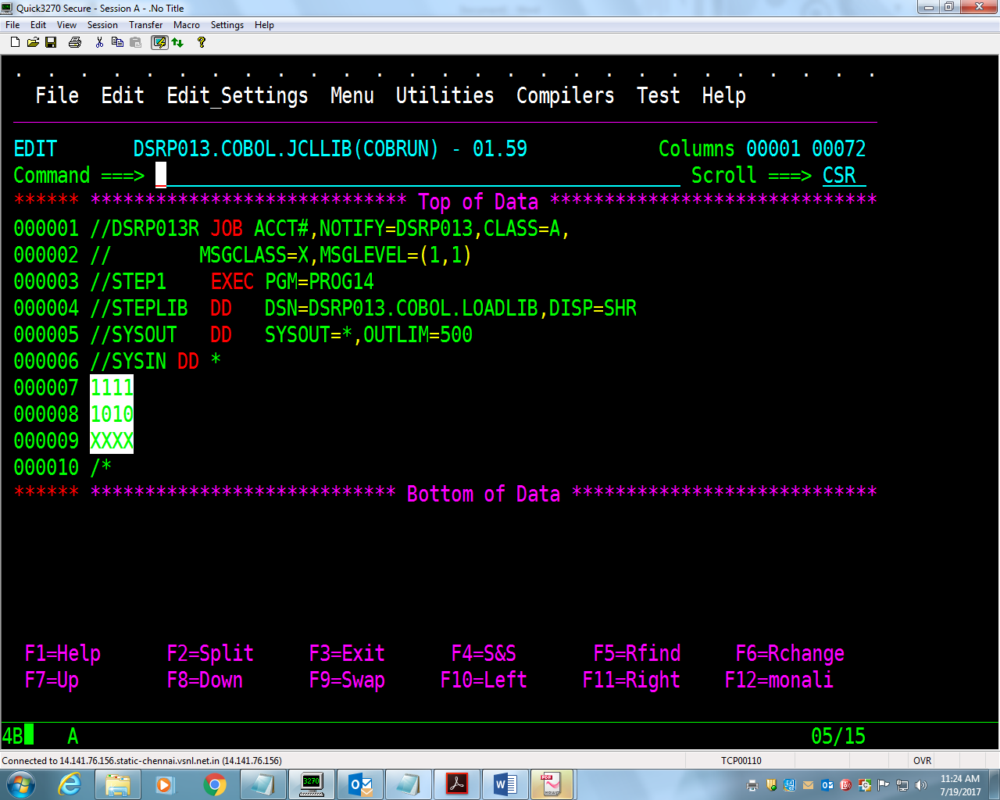 Quick3270 Secure - Session A - .No Title
File Edit View Session Transfer Macro Settings Help
. . . . . . . . . . . . . . . . . . . . . . . . . . .
File Edit Edit_Settings Menu Utilities Compilers Test Help
EDIT DSRP013.COBOL.JCLLIB(COBRUN) - 01.59 Columns 00001 00072
Command ===> Scroll ===> CSR
****** ***************************** Top of Data ******************************
000001 //DSRP013R JOB ACCT#,NOTIFY=DSRP013,CLASS=A,
000002 //        MSGCLASS=X,MSGLEVEL=(1,1)
000003 //STEP1    EXEC PGM=PROG14
000004 //STEPLIB  DD   DSN=DSRP013.COBOL.LOADLIB,DISP=SHR
000005 //SYSOUT   DD   SYSOUT=*,OUTLIM=500
000006 //SYSIN DD *
000007 1111
000008 1010
000009 XXXX
000010 /*
****** **************************** Bottom of Data ****************************
F1=Help F2=Split F3=Exit F4=S&S F5=Rfind F6=Rchange
F7=Up F8=Down F9=Swap F10=Left F11=Right F12=monali
4B A 05/15
Connected to 14.141.76.156.static-chennai.vsnl.net.in (14.141.76.156) TCP00110 OVR
3270
PDF
11:24 AM
7/19/2017